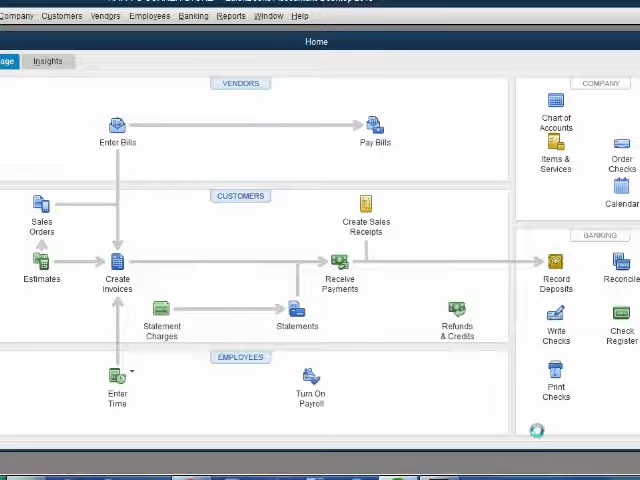 Company Customers Vendors Employees Banking Reports Window Help
Home
age Insights
VENDORS
COMPANY
Enter Bills
Pay Bills
Chart of
Accounts
Items &
Services
Order
Checks
Calendar
CUSTOMERS
Sales
Orders
Create Sales
Receipts
Estimates
Create
Invoices
Receive
Payments
Statement
Charges
Statements
Refunds
& Credits
BANKING
Record
Deposits
Reconcile
Write
Checks
Check
Register
Print
Checks
EMPLOYEES
Enter
Time
Turn On
Payroll